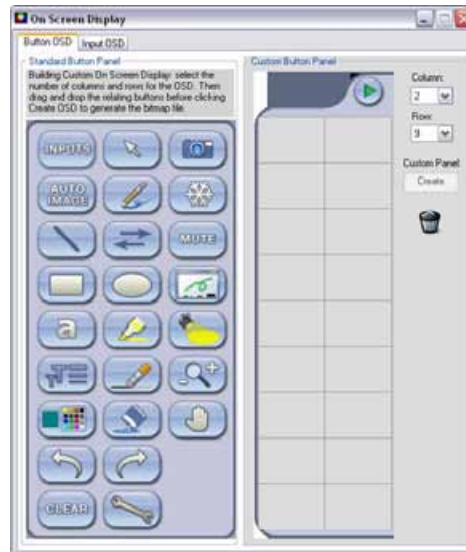 On Screen Display
Button OSD Input OSD
Standard Button Panel
Building Custom On Screen Display: select the
number of columns and rows for the OSD. Then
drag and drop the relating buttons before clicking
Create OSD to generate the bitmap file.
Custom Button Panel
Column:
2
Row:
9
Custom Panel
Create
INPUTS
AUTO
IMAGE
MUTE
a
CLEAR